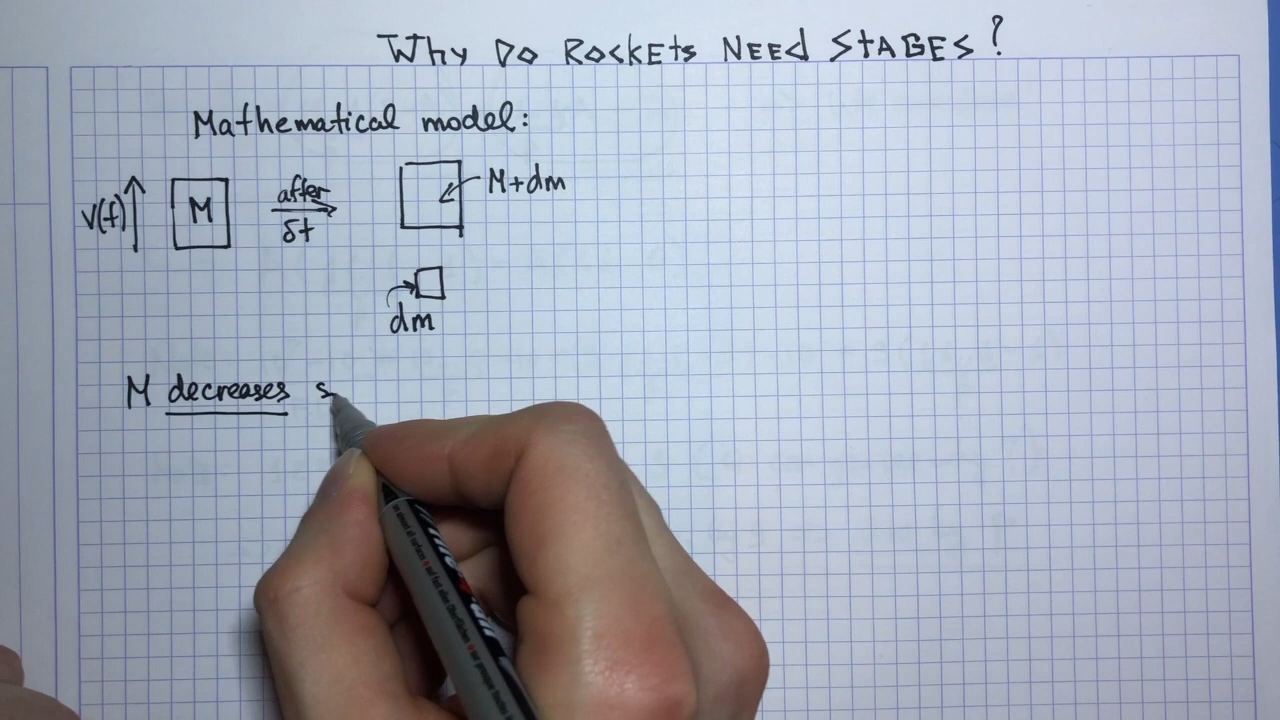 Why Do Rockets Need Stages?
Mathematical model:
V(t) M after δt M+dm
dm
M decreases s